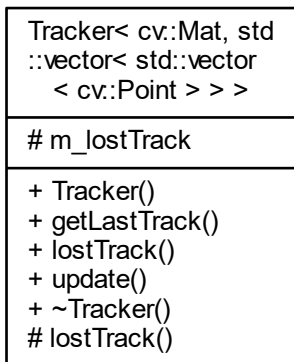 Tracker< cv::Mat, std
::vector< std::vector
< cv::Point > > >
# m_lostTrack
+ Tracker()
+ getLastTrack()
+ lostTrack()
+ update()
+ ~Tracker()
# lostTrack()